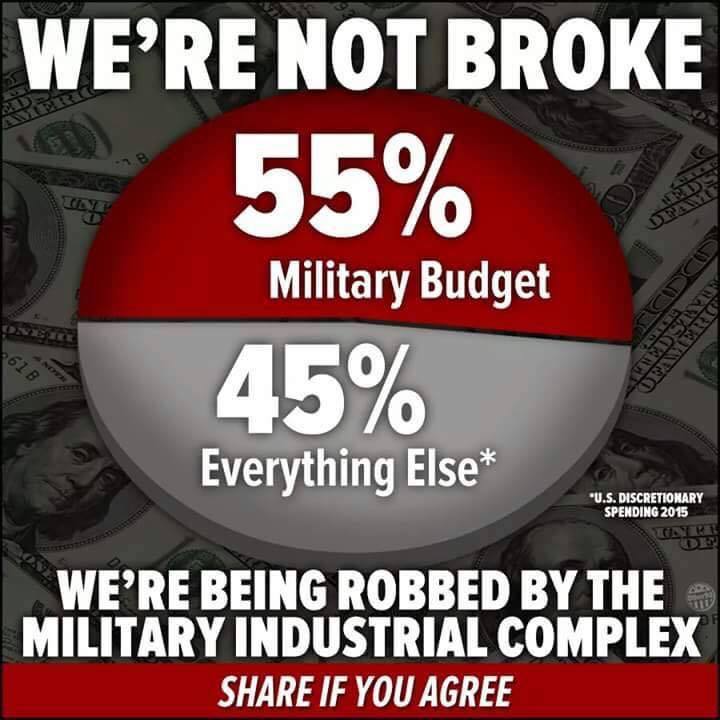 WE'RE NOT BROKE
55%
Military Budget
45%
Everything Else*
*U.S. DISCRETIONARY
SPENDING 2015
WE'RE BEING ROBBED BY THE
MILITARY INDUSTRIAL COMPLEX
SHARE IF YOU AGREE